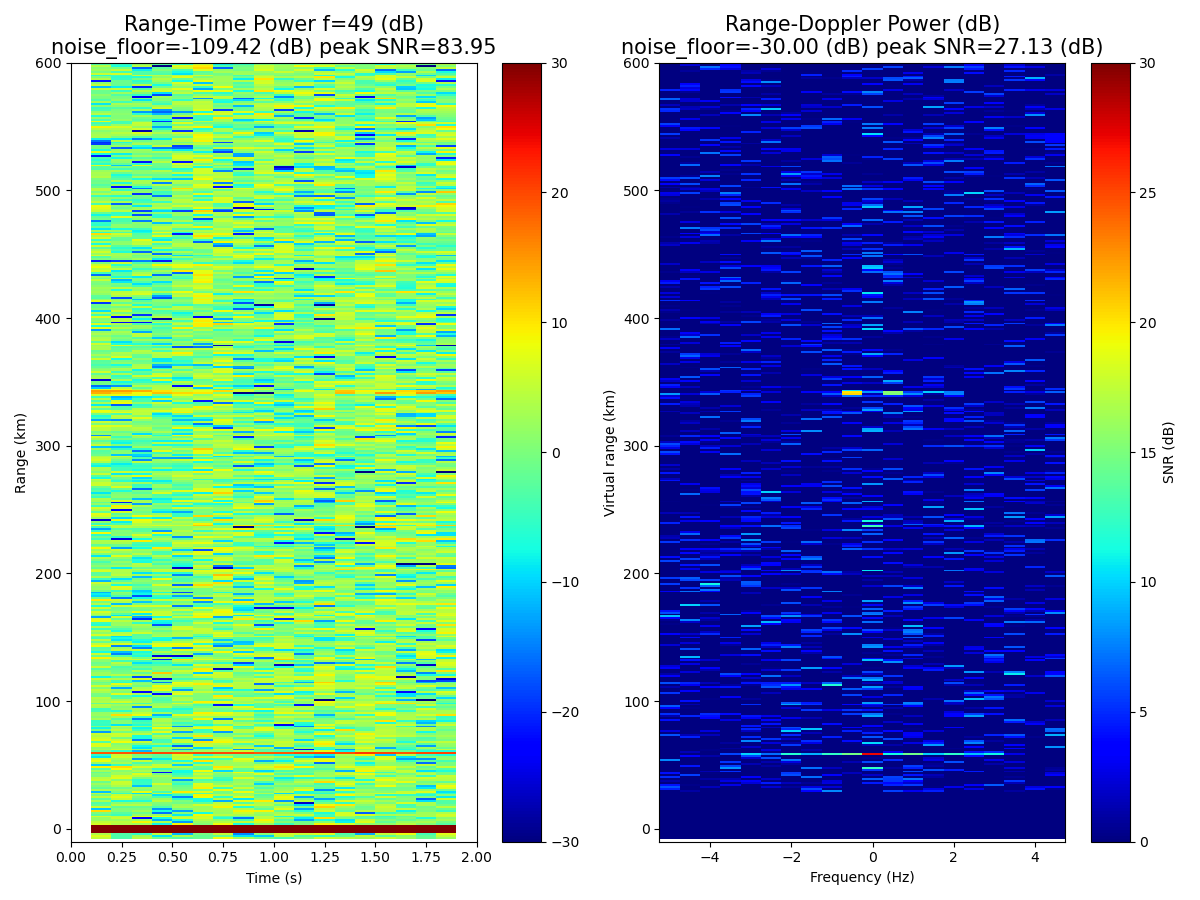 Range-Time Power f=49 (dB)
noise_floor=-109.42 (dB) peak SNR=83.95
600
500
400
300
200
100
0
Range (km)
0.00 0.25 0.50 0.75 1.00 1.25 1.50 1.75 2.00
Time (s)
30
20
10
0
−10
−20
−30
Range-Doppler Power (dB)
noise_floor=-30.00 (dB) peak SNR=27.13 (dB)
600
500
400
300
200
100
0
Virtual range (km)
−4 −2 0 2 4
Frequency (Hz)
30
25
20
15
10
5
0
SNR (dB)